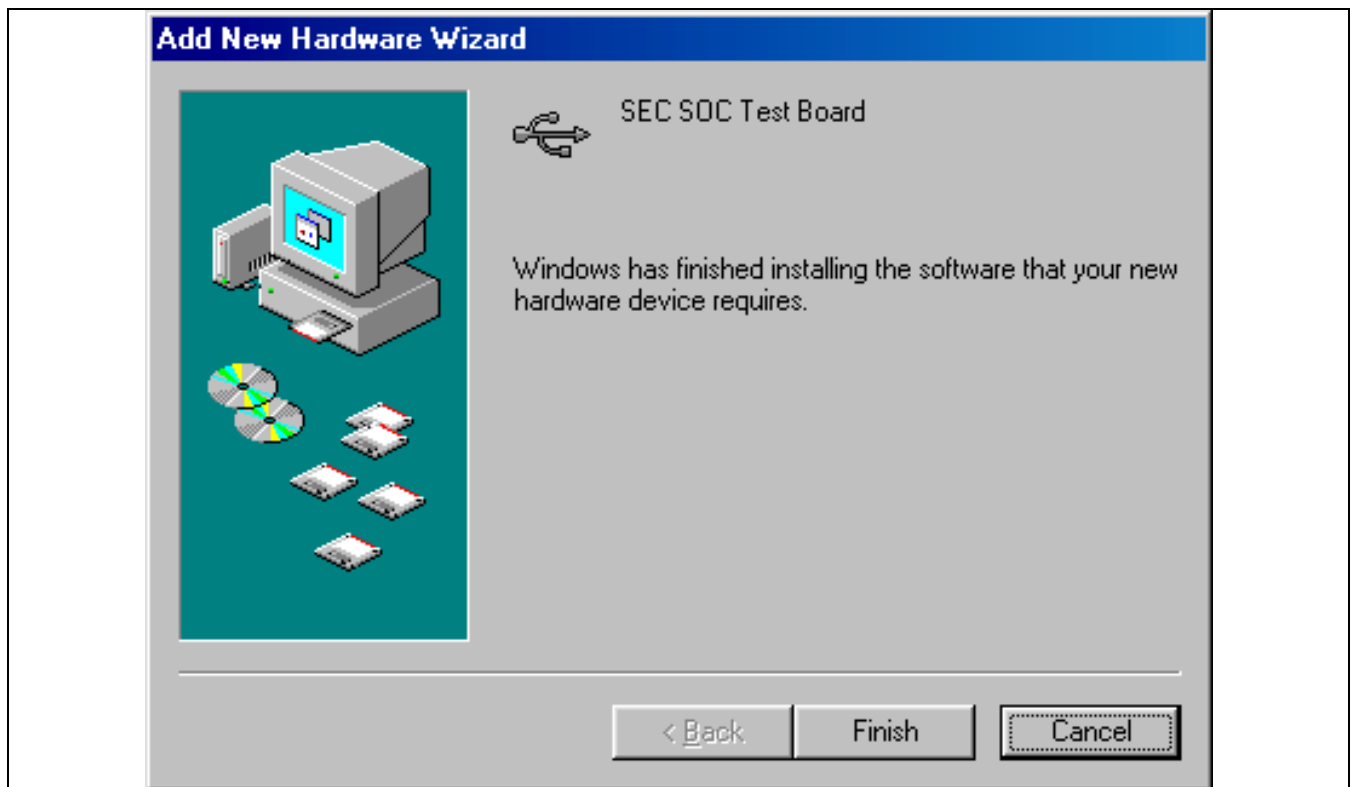 Add New Hardware Wizard
SEC SOC Test Board
Windows has finished installing the software that your new
hardware device requires.
< Back
Finish
Cancel